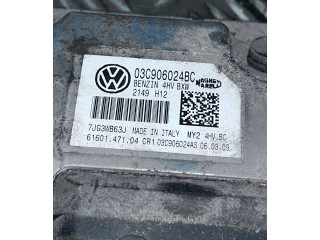 03C906024BC
BENZIN 4HV BXW
2149 H12
MAGNETI
MARELLI
7JG3WB63J MADE IN ITALY MY2 4HV.BC
61601.471.04 CR1 03C906024AS 06.08.09